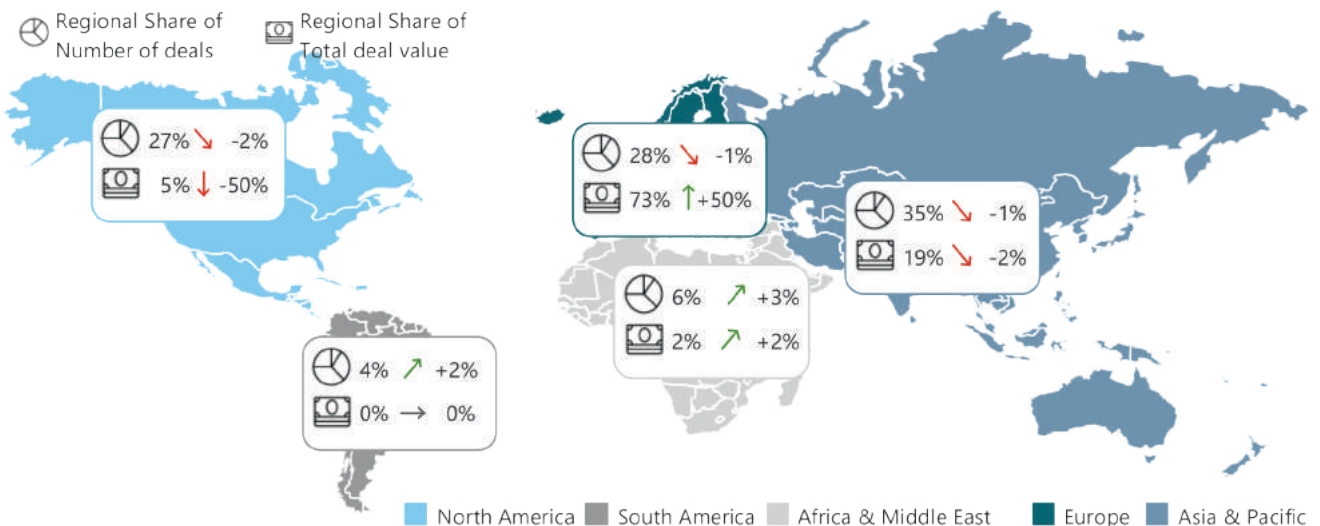 Regional Share of
Number of deals
Regional Share of
Total deal value
27% -2%
5% -50%
28% -1%
73% +50%
35% -1%
19% -2%
6% +3%
2% +2%
4% +2%
0% 0%
North America
South America
Africa & Middle East
Europe
Asia & Pacific